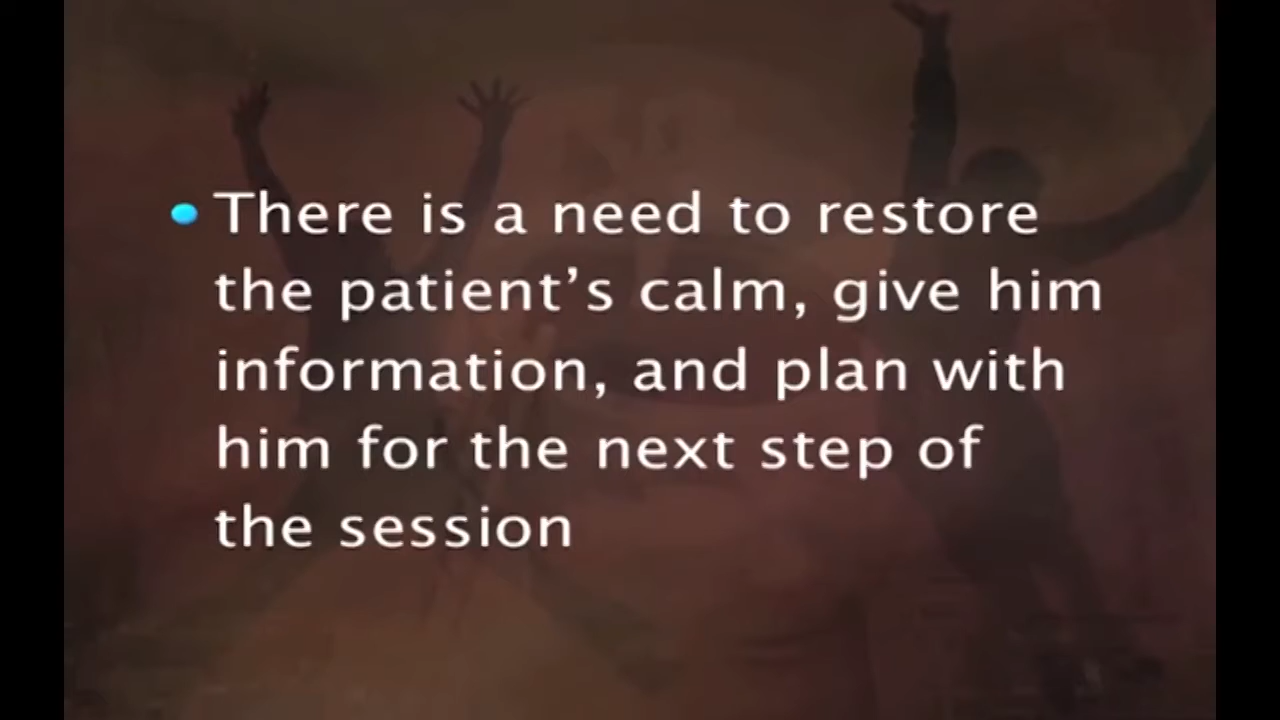 • There is a need to restore
the patient’s calm, give him
information, and plan with
him for the next step of
the session